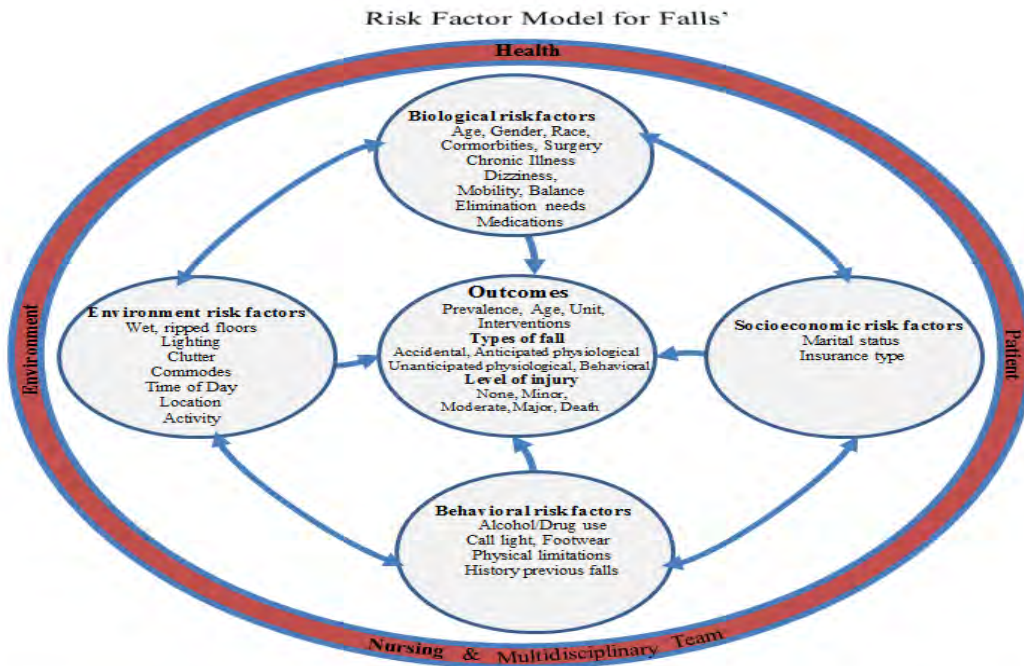 Risk Factor Model for Falls’
Health
Biological risk factors
Age, Gender, Race,
Cormorbities, Surgery
Chronic Illness
Dizziness,
Mobility, Balance
Elimination needs
Medications
Environment
Environment risk factors
Wet, ripped floors
Lighting
Clutter
Commodes
Time of Day
Location
Activity
Outcomes
Prevalence, Age, Unit,
Interventions
Types of fall
Accidental, Anticipated physiological
Unanticipated physiological, Behavioral
Level of injury
None, Minor,
Moderate, Major, Death
Socioeconomic risk factors
Marital status
Insurance type
Patient
Behavioral risk factors
Alcohol/Drug use
Call light, Footwear
Physical limitations
History previous falls
Nursing & Multidisciplinary Team